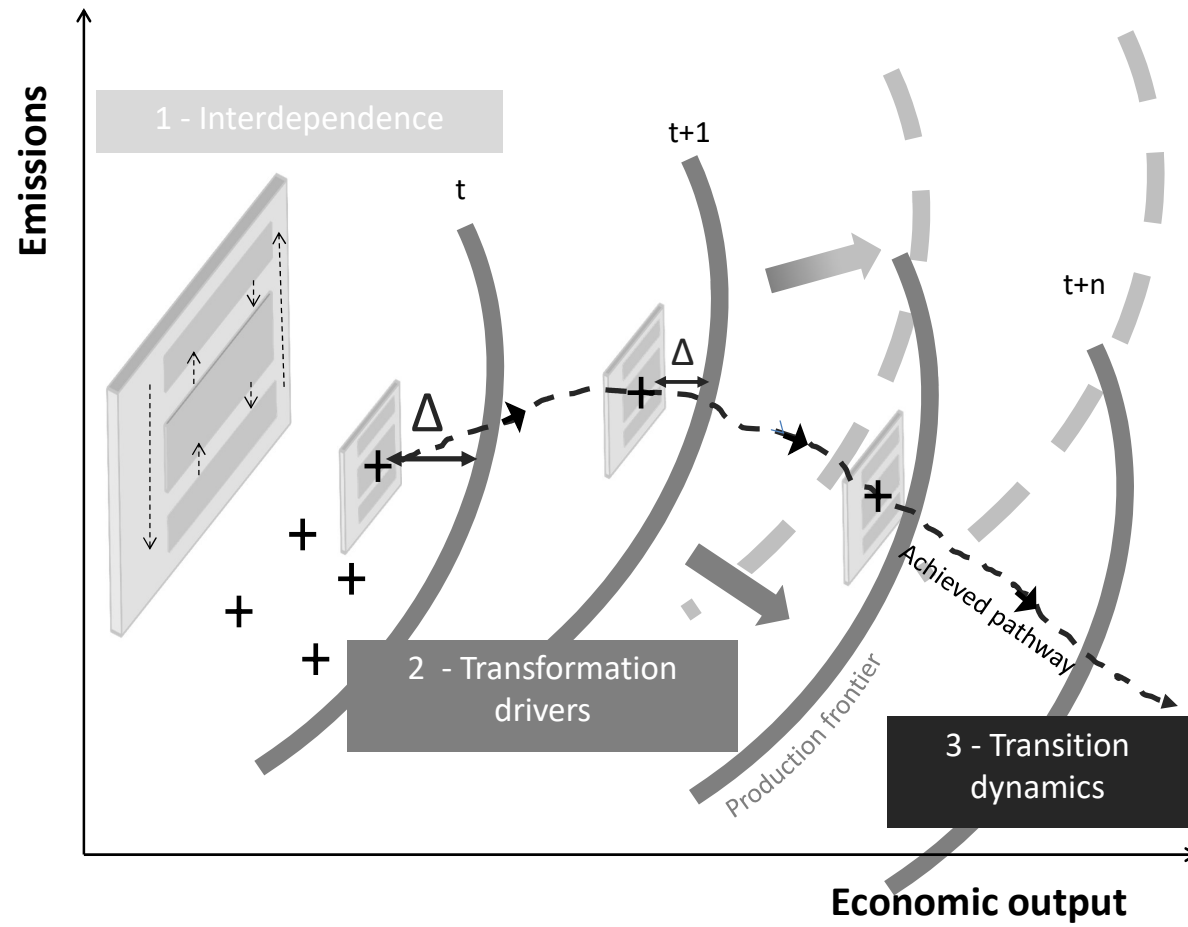 Emissions
1 - Interdependence
t
t+1
t+n
Δ
Δ
Achieved pathway
Production frontier
2  - Transformation
drivers
3 - Transition
dynamics
Economic output